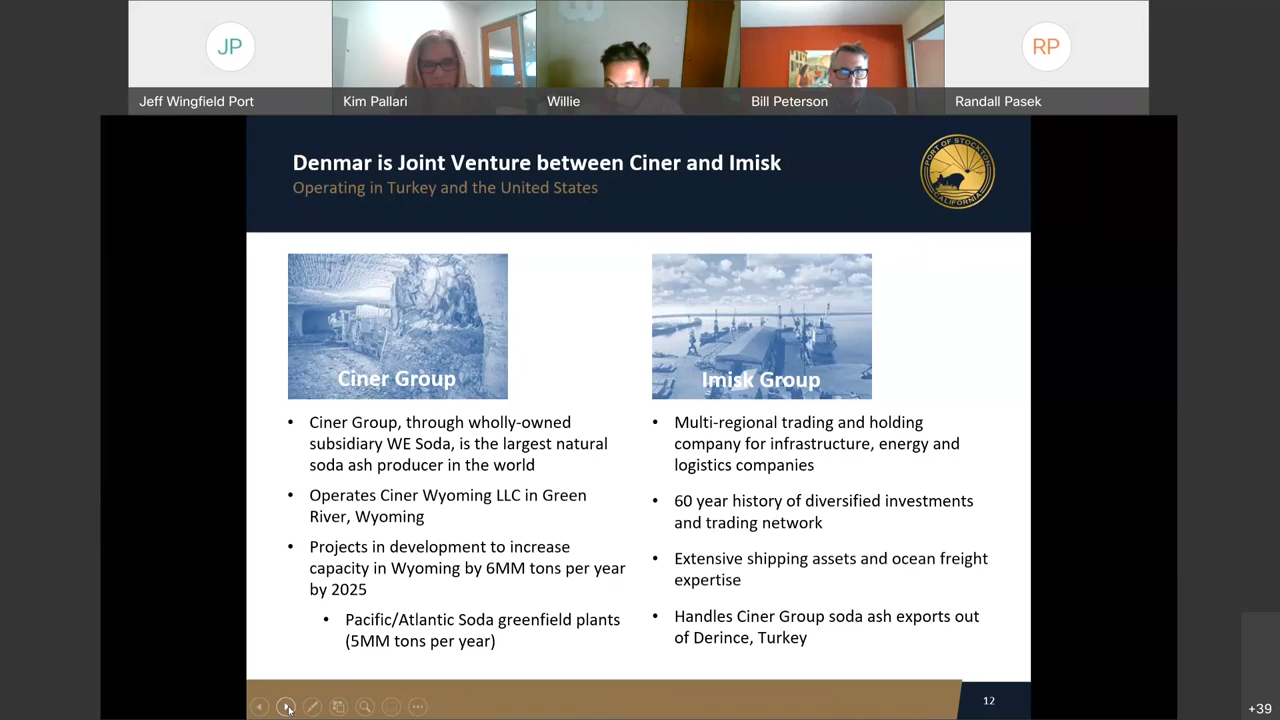 JP
RP
Jeff Wingfield Port
Kim Pallari
Willie
Bill Peterson
Randall Pasek
Denmar is Joint Venture between Ciner and Imisk
Operating in Turkey and the United States
PORT OF STOCKTON
CALIFORNIA
Ciner Group
• Ciner Group, through wholly-owned
subsidiary WE Soda, is the largest natural
soda ash producer in the world
• Operates Ciner Wyoming LLC in Green
River, Wyoming
• Projects in development to increase
capacity in Wyoming by 6MM tons per year
by 2025
• Pacific/Atlantic Soda greenfield plants
(5MM tons per year)
Imisk Group
• Multi-regional trading and holding
company for infrastructure, energy and
logistics companies
• 60 year history of diversified investments
and trading network
• Extensive shipping assets and ocean freight
expertise
• Handles Ciner Group soda ash exports out
of Derince, Turkey
12
+39